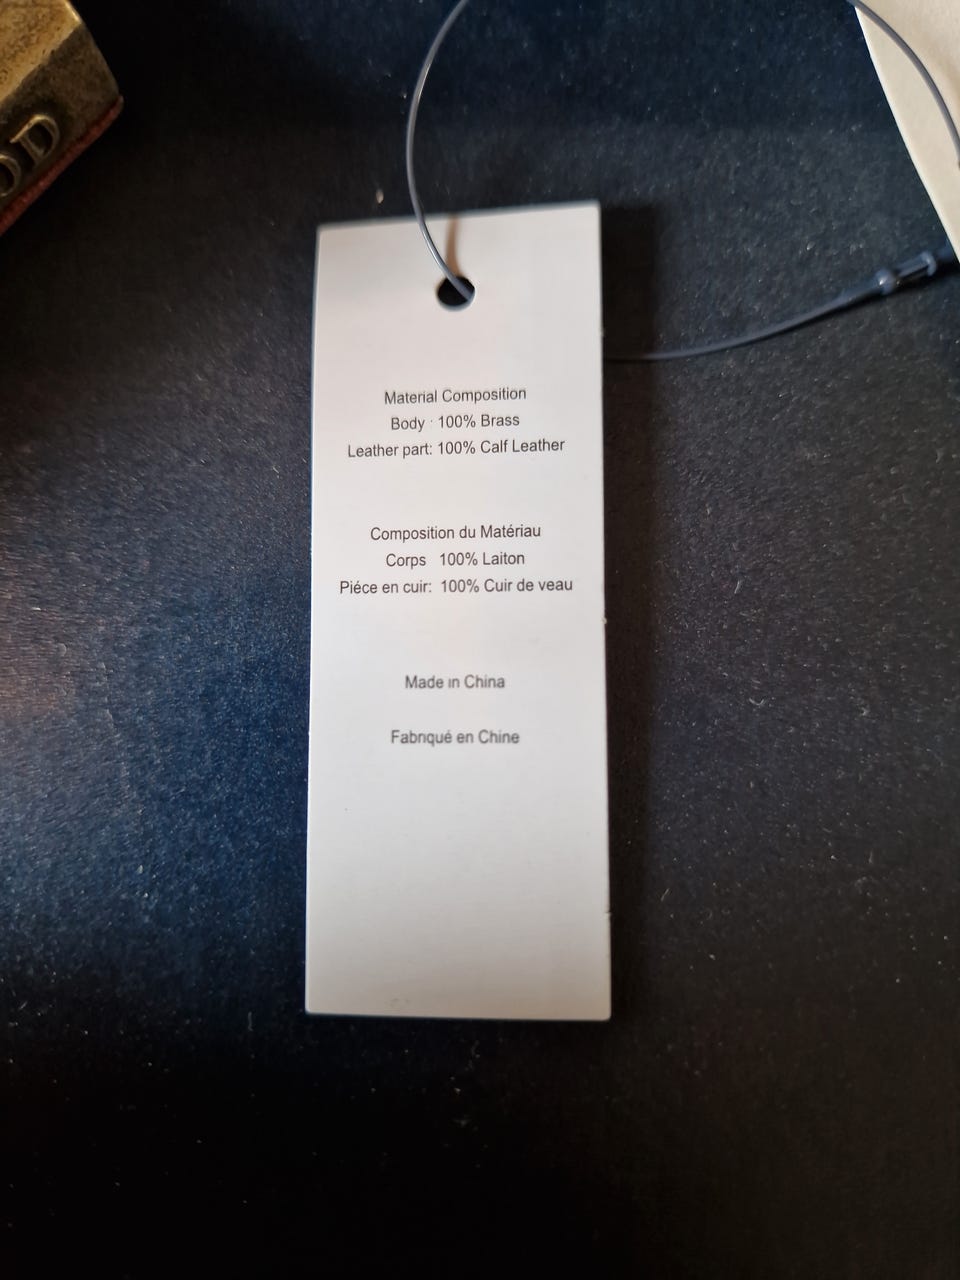 OD
Material Composition
Body : 100% Brass
Leather part: 100% Calf Leather
Composition du Matériau
Corps 100% Laiton
Piéce en cuir: 100% Cuir de veau
Made in China
Fabriqué en Chine